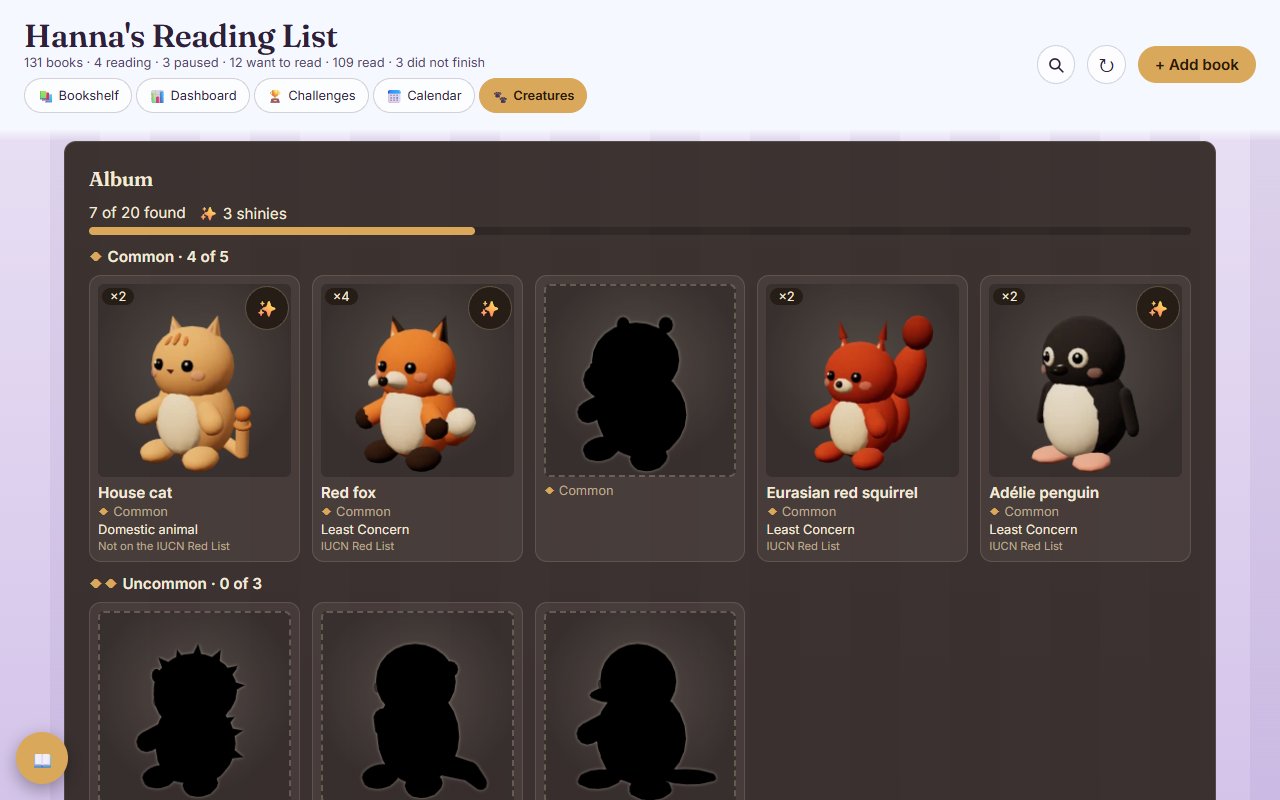 Hanna's Reading List
131 books · 4 reading · 3 paused · 12 want to read · 109 read · 3 did not finish
Bookshelf
Dashboard
Challenges
Calendar
Creatures
+ Add book
Album
7 of 20 found
3 shinies
Common · 4 of 5
×2
House cat
Common
Domestic animal
Not on the IUCN Red List
×4
Red fox
Common
Least Concern
IUCN Red List
Common
×2
Eurasian red squirrel
Common
Least Concern
IUCN Red List
×2
Adélie penguin
Common
Least Concern
IUCN Red List
Uncommon · 0 of 3